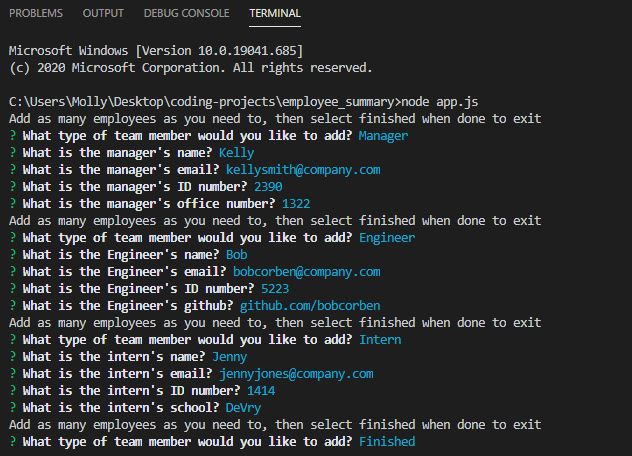 PROBLEMS OUTPUT DEBUG CONSOLE TERMINAL
Microsoft Windows [Version 10.0.19041.685]
(c) 2020 Microsoft Corporation. All rights reserved.
C:\Users\Molly\Desktop\coding-projects\employee_summary>node app.js
Add as many employees as you need to, then select finished when done to exit
? What type of team member would you like to add? Manager
? What is the manager's name? Kelly
? What is the manager's email? kellysmith@company.com
? What is the manager's ID number? 2390
? What is the manager's office number? 1322
Add as many employees as you need to, then select finished when done to exit
? What type of team member would you like to add? Engineer
? What is the Engineer's name? Bob
? What is the Engineer's email? bobcorben@company.com
? What is the Engineer's ID number? 5223
? What is the Engineer's github? github.com/bobcorben
Add as many employees as you need to, then select finished when done to exit
? What type of team member would you like to add? Intern
? What is the intern's name? Jenny
? What is the intern's email? jennyjones@company.com
? What is the intern's ID number? 1414
? What is the intern's school? DeVry
Add as many employees as you need to, then select finished when done to exit
? What type of team member would you like to add? Finished